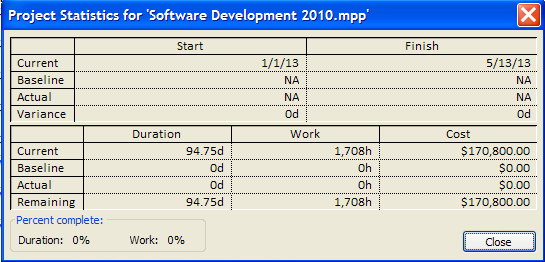 Project Statistics for 'Software Development 2010.mpp'
Start Finish
Current 1/1/13 5/13/13
Baseline NA NA
Actual NA NA
Variance 0d 0d
Duration Work Cost
Current 94.75d 1,708h $170,800.00
Baseline 0d 0h $0.00
Actual 0d 0h $0.00
Remaining 94.75d 1,708h $170,800.00
Percent complete:
Duration: 0% Work: 0% Close